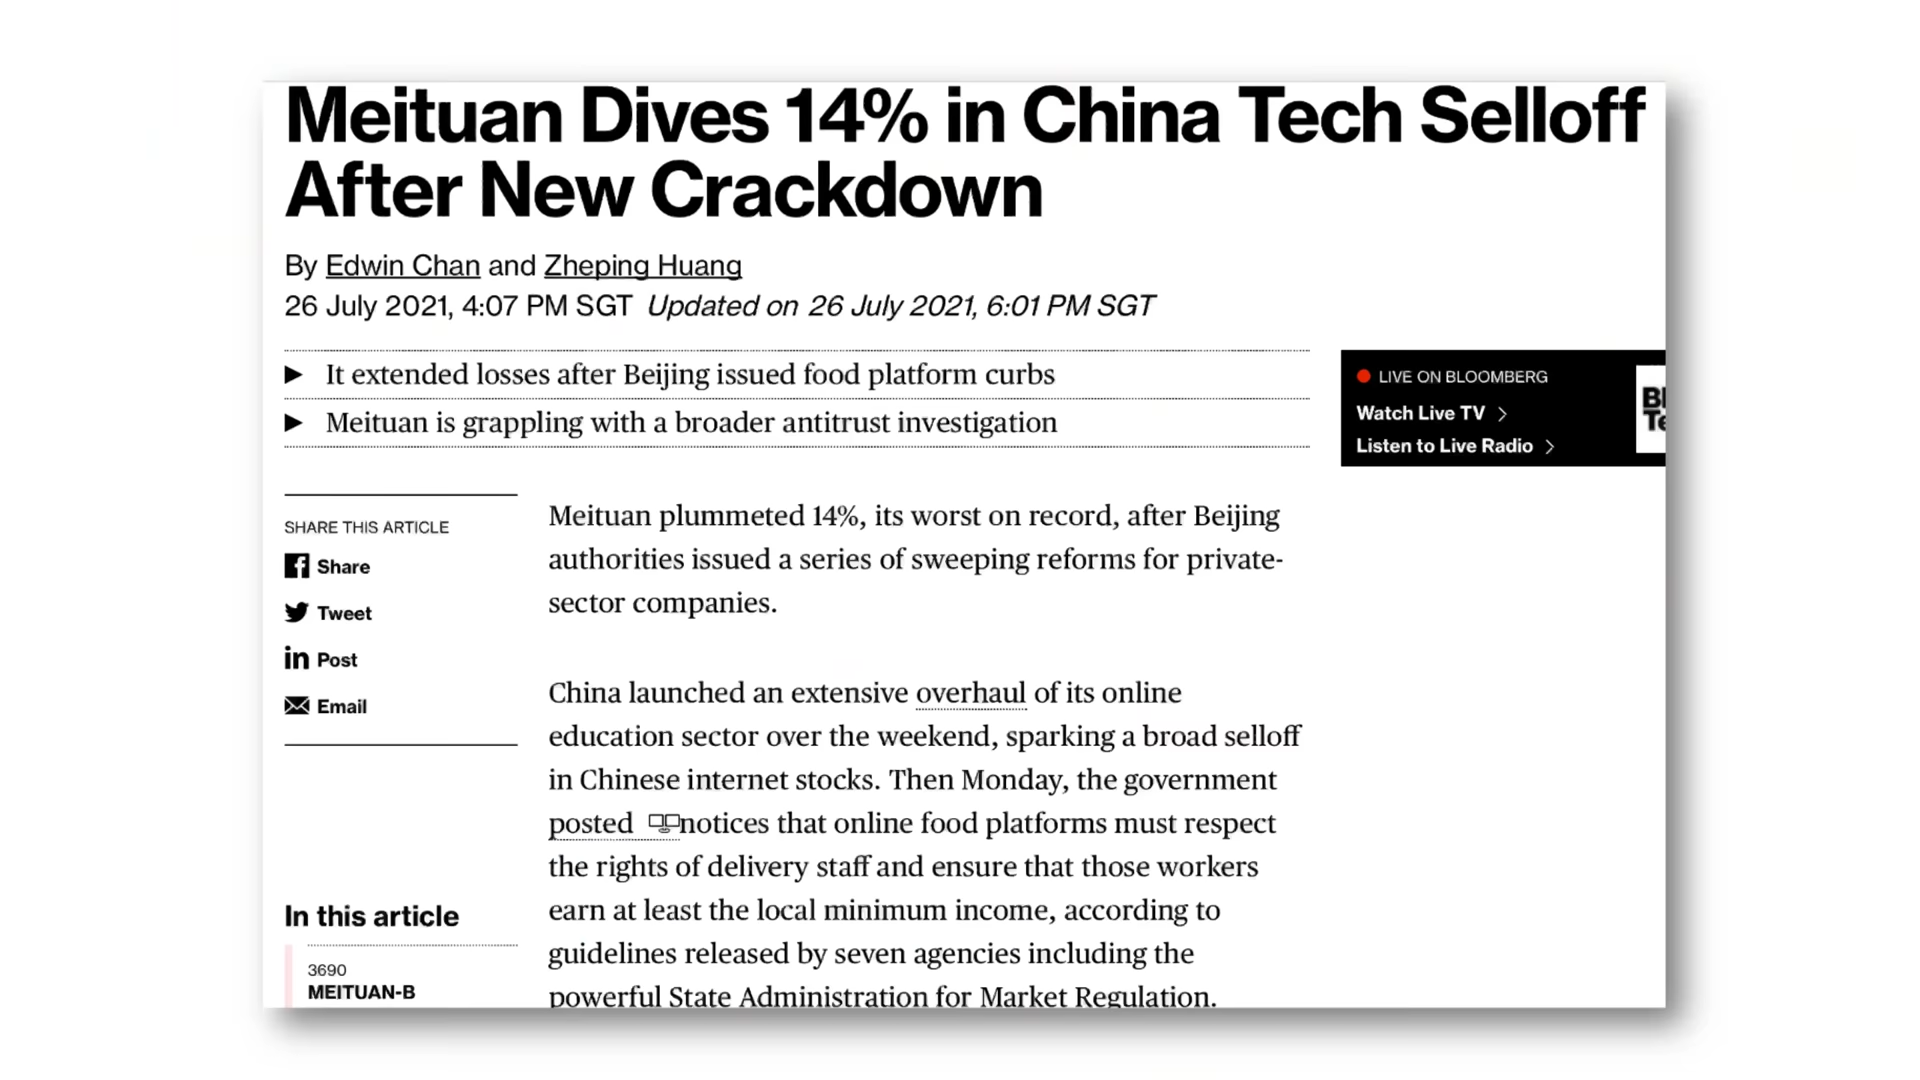 Meituan Dives 14% in China Tech Selloff
After New Crackdown
By Edwin Chan and Zheping Huang
26 July 2021, 4:07 PM SGT Updated on 26 July 2021, 6:01 PM SGT
▶ It extended losses after Beijing issued food platform curbs
▶ Meituan is grappling with a broader antitrust investigation
LIVE ON BLOOMBERG
Watch Live TV >
Listen to Live Radio >
SHARE THIS ARTICLE
Share
Tweet
Post
Email
In this article
3690
MEITUAN-B
Meituan plummeted 14%, its worst on record, after Beijing
authorities issued a series of sweeping reforms for private-
sector companies.
China launched an extensive overhaul of its online
education sector over the weekend, sparking a broad selloff
in Chinese internet stocks. Then Monday, the government
posted notices that online food platforms must respect
the rights of delivery staff and ensure that those workers
earn at least the local minimum income, according to
guidelines released by seven agencies including the
powerful State Administration for Market Regulation.